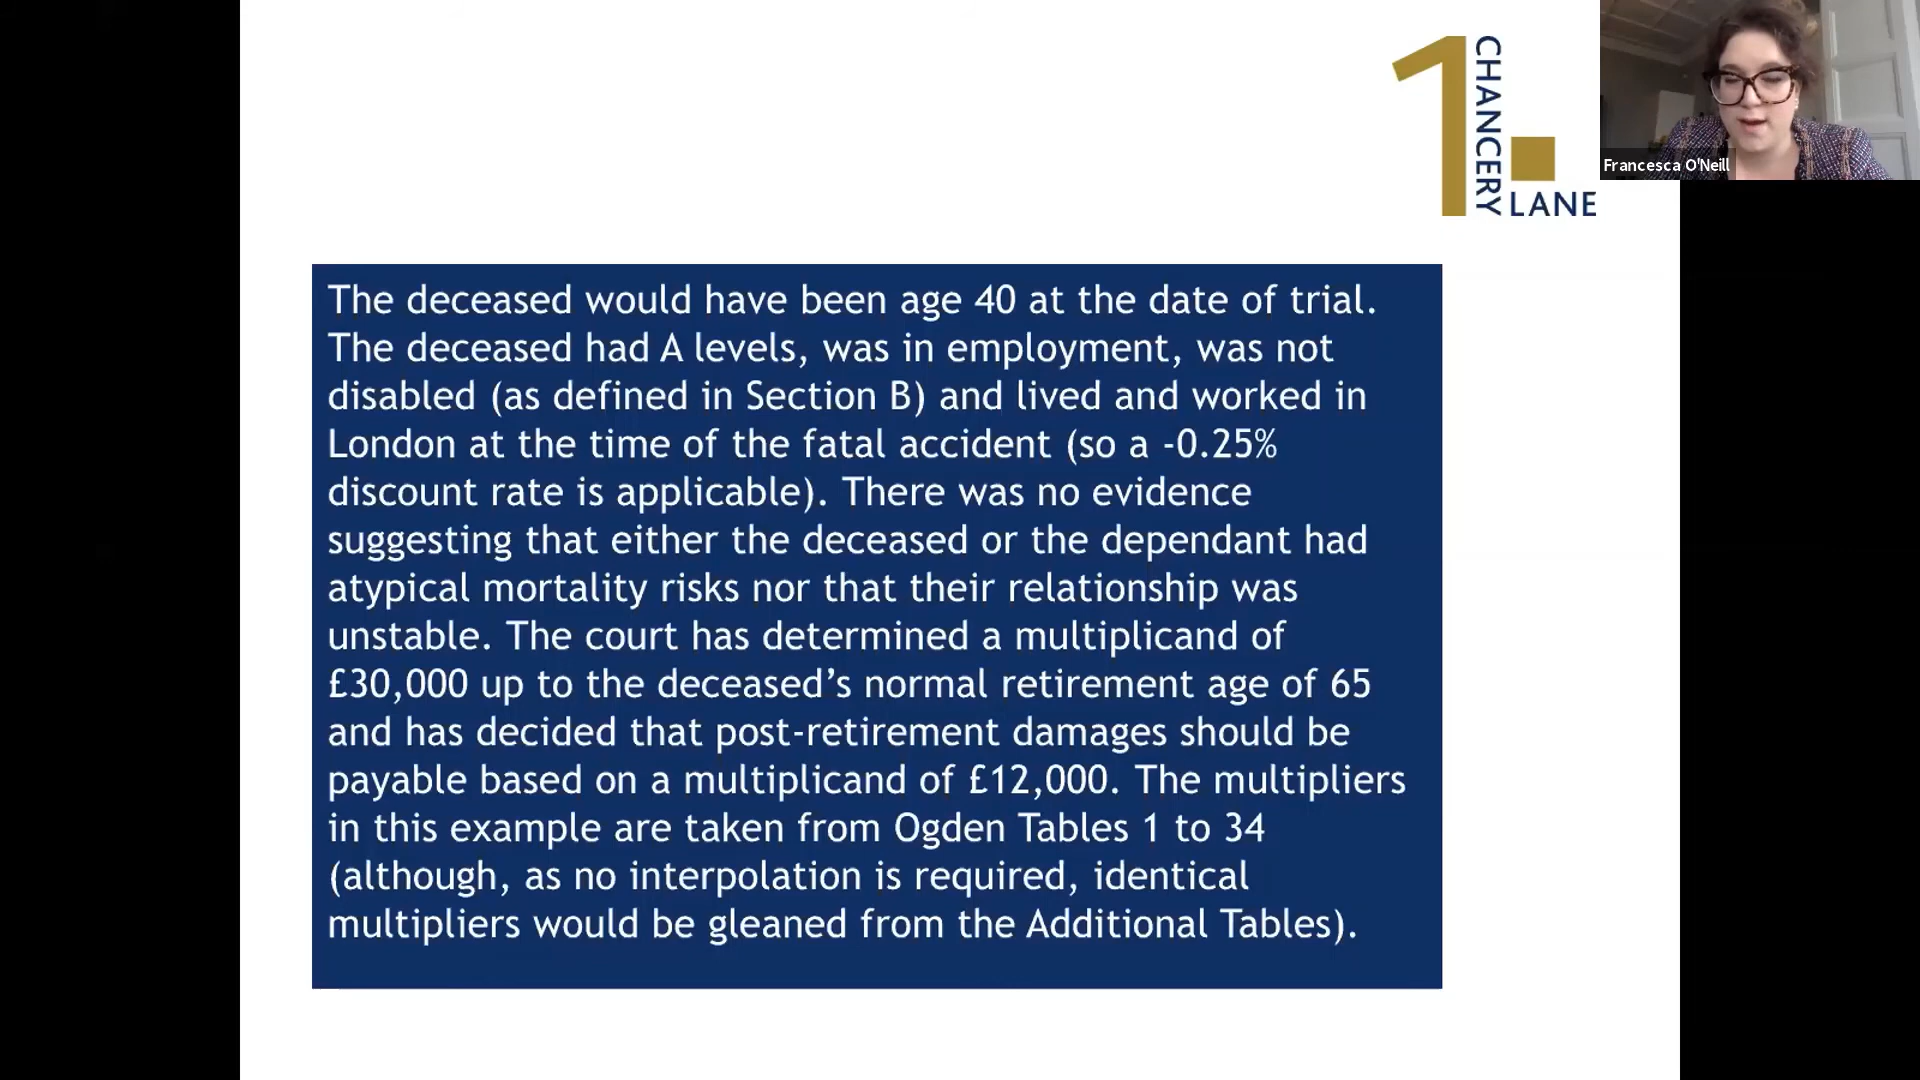 1 CHANCERY
LANE
Francesca O'Neill
The deceased would have been age 40 at the date of trial.
The deceased had A levels, was in employment, was not
disabled (as defined in Section B) and lived and worked in
London at the time of the fatal accident (so a -0.25%
discount rate is applicable). There was no evidence
suggesting that either the deceased or the dependant had
atypical mortality risks nor that their relationship was
unstable. The court has determined a multiplicand of
£30,000 up to the deceased’s normal retirement age of 65
and has decided that post-retirement damages should be
payable based on a multiplicand of £12,000. The multipliers
in this example are taken from Ogden Tables 1 to 34
(although, as no interpolation is required, identical
multipliers would be gleaned from the Additional Tables).